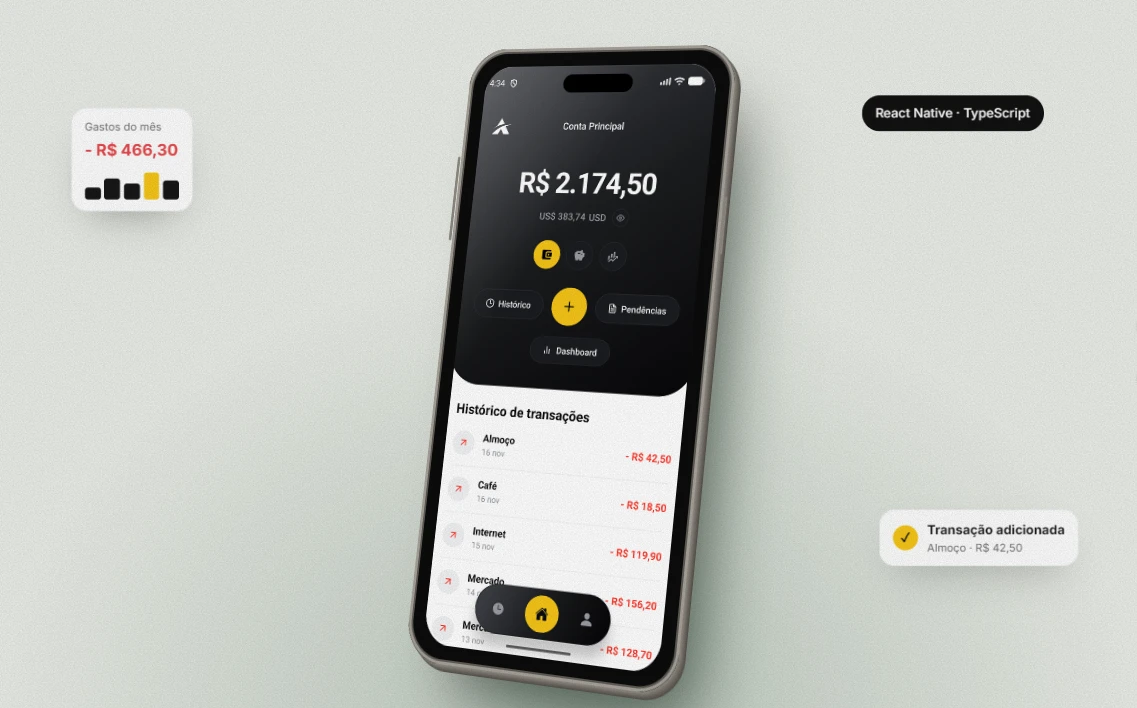 Gastos do mês
- R$ 466,30
React Native · TypeScript
4:34
Conta Principal
R$ 2.174,50
US$ 383,74 USD
Histórico
Pendências
Dashboard
Histórico de transações
Almoço
16 nov
- R$ 42,50
Café
16 nov
- R$ 18,50
Internet
15 nov
- R$ 119,90
Mercado
14
- R$ 156,20
13 nov
- R$ 128,70
Transação adicionada
Almoço · R$ 42,50